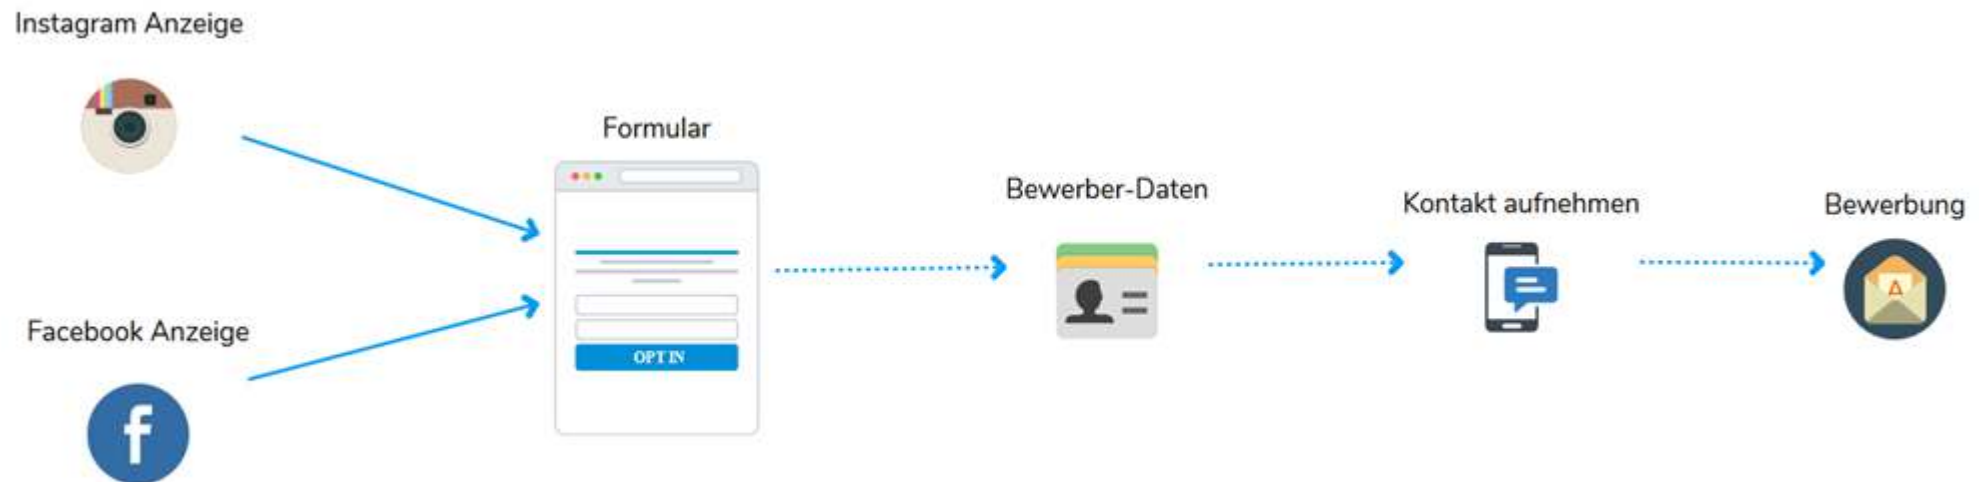 Instagram Anzeige
Formular
Bewerber-Daten
Kontakt aufnehmen
Bewerbung
Facebook Anzeige
OPT IN
f
A